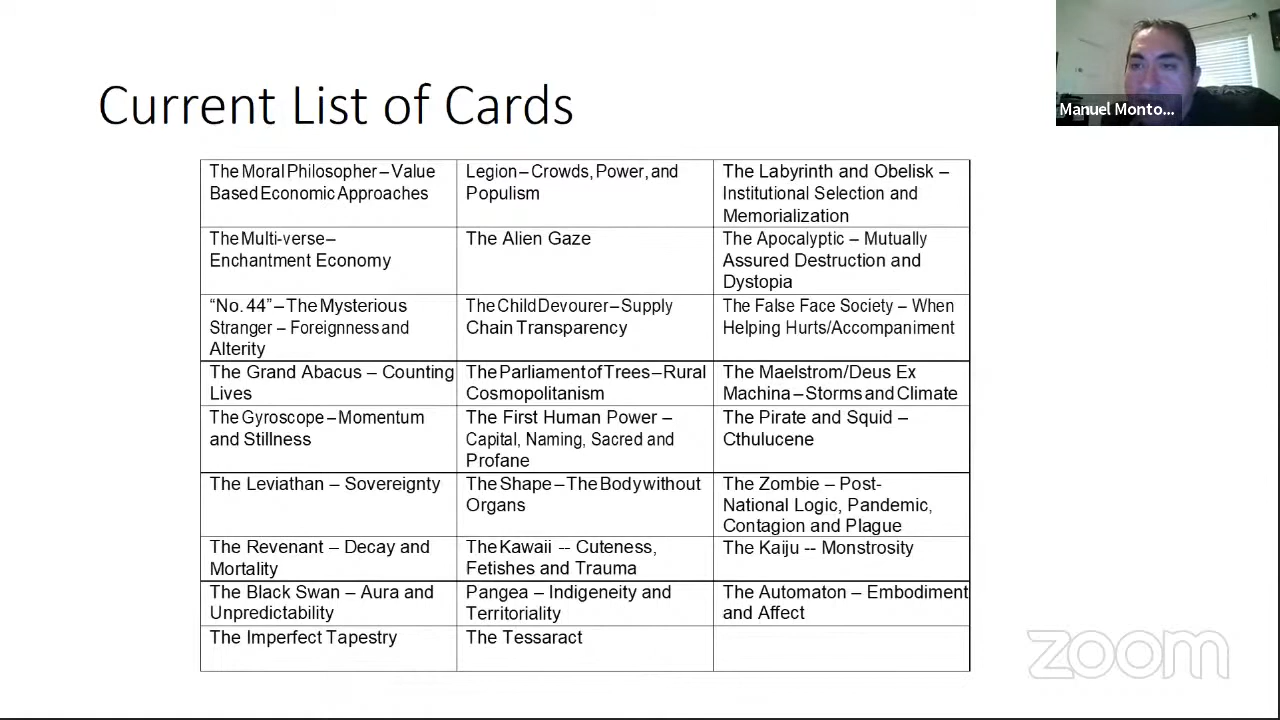 Manuel Monto...
Current List of Cards
The Moral Philosopher – Value
Based Economic Approaches
Legion – Crowds, Power, and
Populism
The Labyrinth and Obelisk –
Institutional Selection and
Memorialization
The Multi-verse –
Enchantment Economy
The Alien Gaze
The Apocalyptic – Mutually
Assured Destruction and
Dystopia
“No. 44” – The Mysterious
Stranger – Foreignness and
Alterity
The Child Devourer – Supply
Chain Transparency
The False Face Society – When
Helping Hurts/Accompaniment
The Grand Abacus – Counting
Lives
The Parliament of Trees – Rural
Cosmopolitanism
The Maelstrom/Deus Ex
Machina – Storms and Climate
The Gyroscope – Momentum
and Stillness
The First Human Power –
Capital, Naming, Sacred and
Profane
The Pirate and Squid –
Cthulucene
The Leviathan – Sovereignty
The Shape – The Body without
Organs
The Zombie – Post-
National Logic, Pandemic,
Contagion and Plague
The Revenant – Decay and
Mortality
The Kawaii -- Cuteness,
Fetishes and Trauma
The Kaiju -- Monstrosity
The Black Swan – Aura and
Unpredictability
Pangea – Indigeneity and
Territoriality
The Automaton – Embodiment
and Affect
The Imperfect Tapestry
The Tessaract
zoom